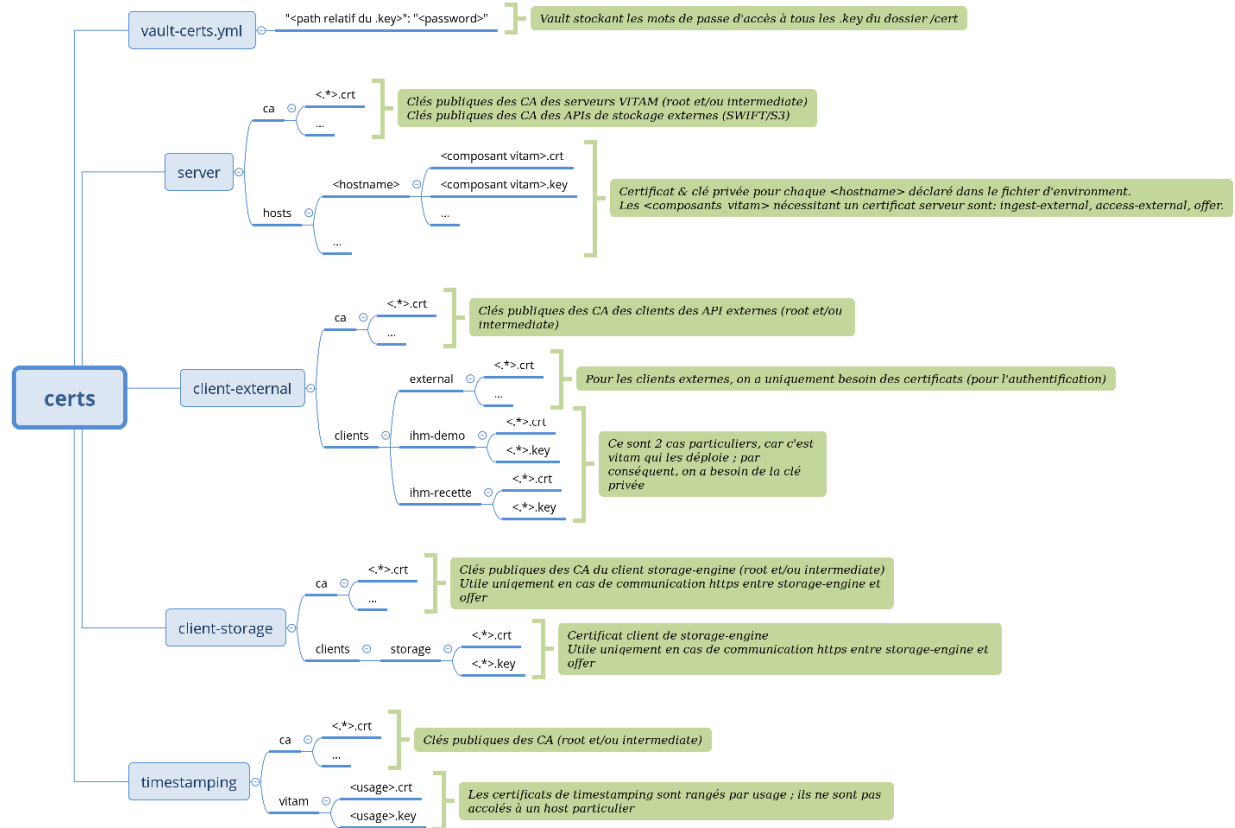 certs
vault-certs.yml
"<path relatif du .key>": "<password>"
Vault stockant les mots de passe d'accès à tous les .key du dossier /cert
server
ca
<.*>.crt
...
Clés publiques des CA des serveurs VITAM (root et/ou intermediate)
Clés publiques des CA des APIs de stockage externes (SWIFT/S3)
hosts
<hostname>
<composant vitam>.crt
<composant vitam>.key
...
...
Certificat & clé privée pour chaque <hostname> déclaré dans le fichier d'environment.
Les <composants_vitam> nécessitant un certificat serveur sont: ingest-external, access-external, offer.
client-external
ca
<.*>.crt
...
Clés publiques des CA des clients des API externes (root et/ou
intermediate)
clients
external
<.*>.crt
...
Pour les clients externes, on a uniquement besoin des certificats (pour l'authentification)
ihm-demo
<.*>.crt
<.*>.key
ihm-recette
<.*>.crt
<.*>.key
Ce sont 2 cas particuliers, car c'est
vitam qui les déploie ; par
conséquent, on a besoin de la clé
privée
client-storage
ca
<.*>.crt
...
Clés publiques des CA du client storage-engine (root et/ou intermediate)
Utile uniqement en cas de communication https entre storage-engine et
offer
clients
storage
<.*>.crt
<.*>.key
Certificat client de storage-engine
Utile uniqement en cas de communication https entre storage-engine et
offer
timestamping
ca
<.*>.crt
...
Clés publiques des CA (root et/ou intermediate)
vitam
<usage>.crt
<usage>.key
Les certificats de timestamping sont rangés par usage ; ils ne sont pas
accolés à un host particulier